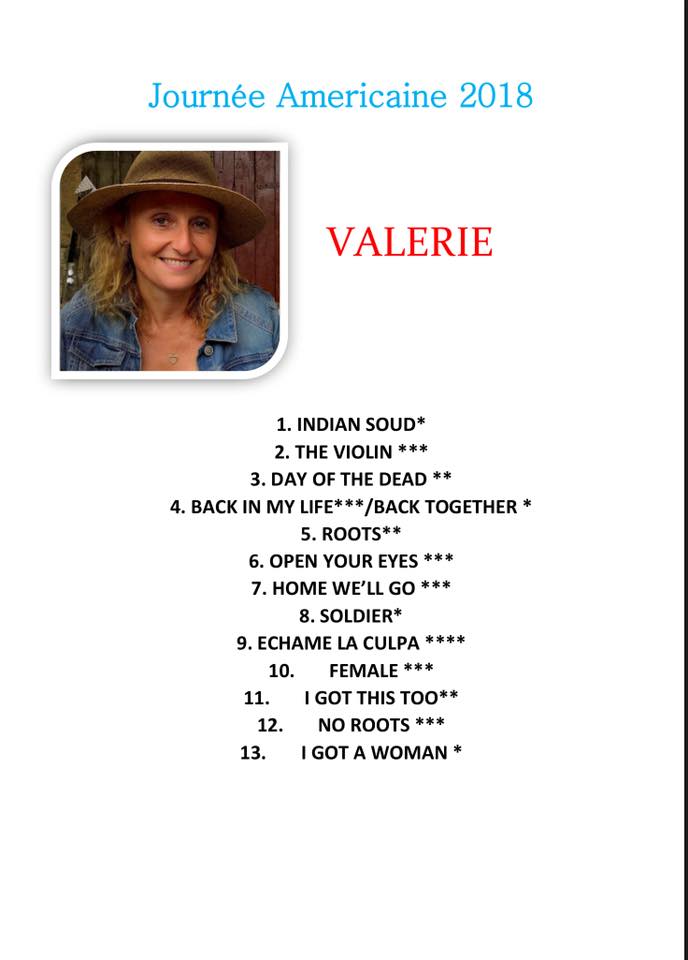 Journée Americaine 2018
VALERIE
1. INDIAN SOUD*
2. THE VIOLIN ***
3. DAY OF THE DEAD **
4. BACK IN MY LIFE***/BACK TOGETHER *
5. ROOTS**
6. OPEN YOUR EYES ***
7. HOME WE’LL GO ***
8. SOLDIER*
9. ECHAME LA CULPA ****
10. FEMALE ***
11. I GOT THIS TOO**
12. NO ROOTS ***
13. I GOT A WOMAN *